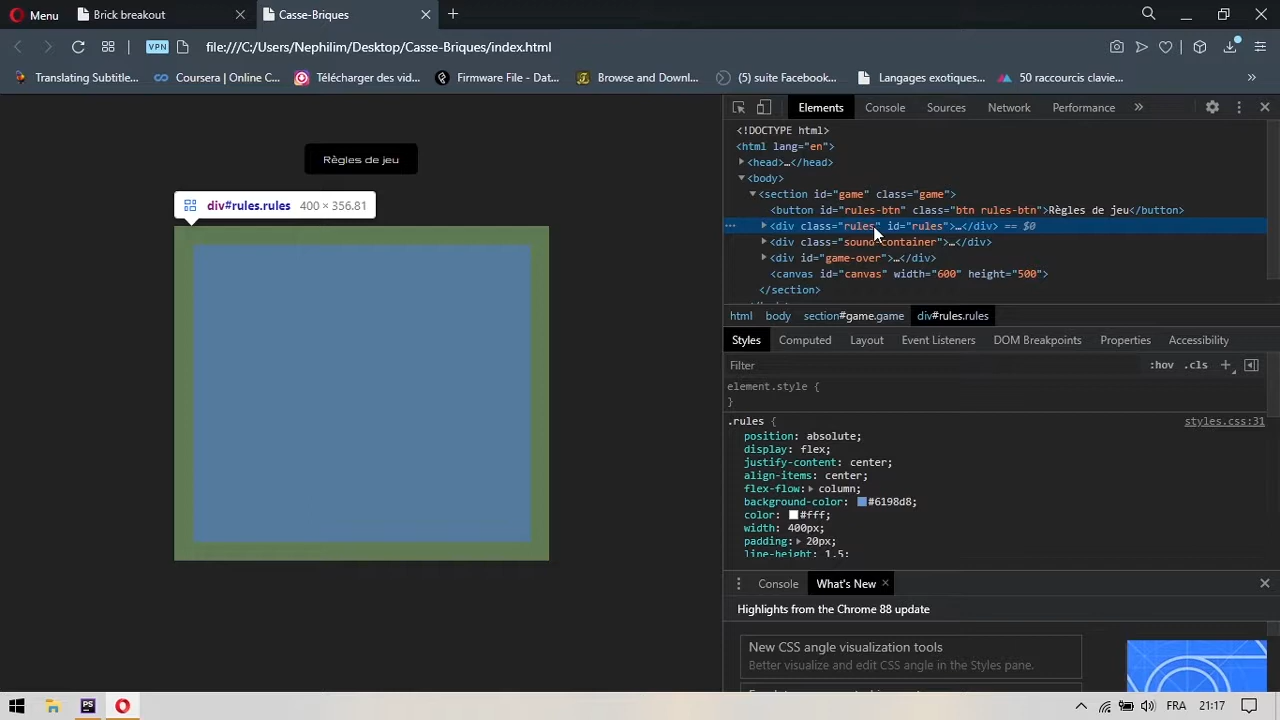 Menu
Brick breakout
Casse-Briques
VPN
file:///C:/Users/Nephilim/Desktop/Casse-Briques/index.html
Translating Subtitle...
Coursera | Online C...
Télécharger des vid...
Firmware File - Dat...
Browse and Downl...
(5) suite Facebook...
Langages exotiques...
50 raccourcis clavie...
»
Règles de jeu
div#rules.rules 400 × 356.81
Elements
Console
Sources
Network
Performance
»
<!DOCTYPE html>
<html lang="en">
<head>…</head>
<body>
<section id="game" class="game">
<button id="rules-btn" class="btn rules-btn">Règles de jeu</button>
<div class="rules" id="rules">…</div> == $0
<div class="sound-container">…</div>
<div id="game-over">…</div>
<canvas id="canvas" width="600" height="500">
</section>
html
body
section#game.game
div#rules.rules
Styles
Computed
Layout
Event Listeners
DOM Breakpoints
Properties
Accessibility
Filter
:hov
.cls
+
element.style {
}
.rules {
styles.css:31
position: absolute;
display: flex;
justify-content: center;
align-items: center;
flex-flow: column;
background-color: #6198d8;
color: #fff;
width: 400px;
padding: 20px;
line-height: 1.5;
Console
What's New
Highlights from the Chrome 88 update
New CSS angle visualization tools
Better visualize and edit CSS angle in the Styles pane.
PS
FRA
21:17